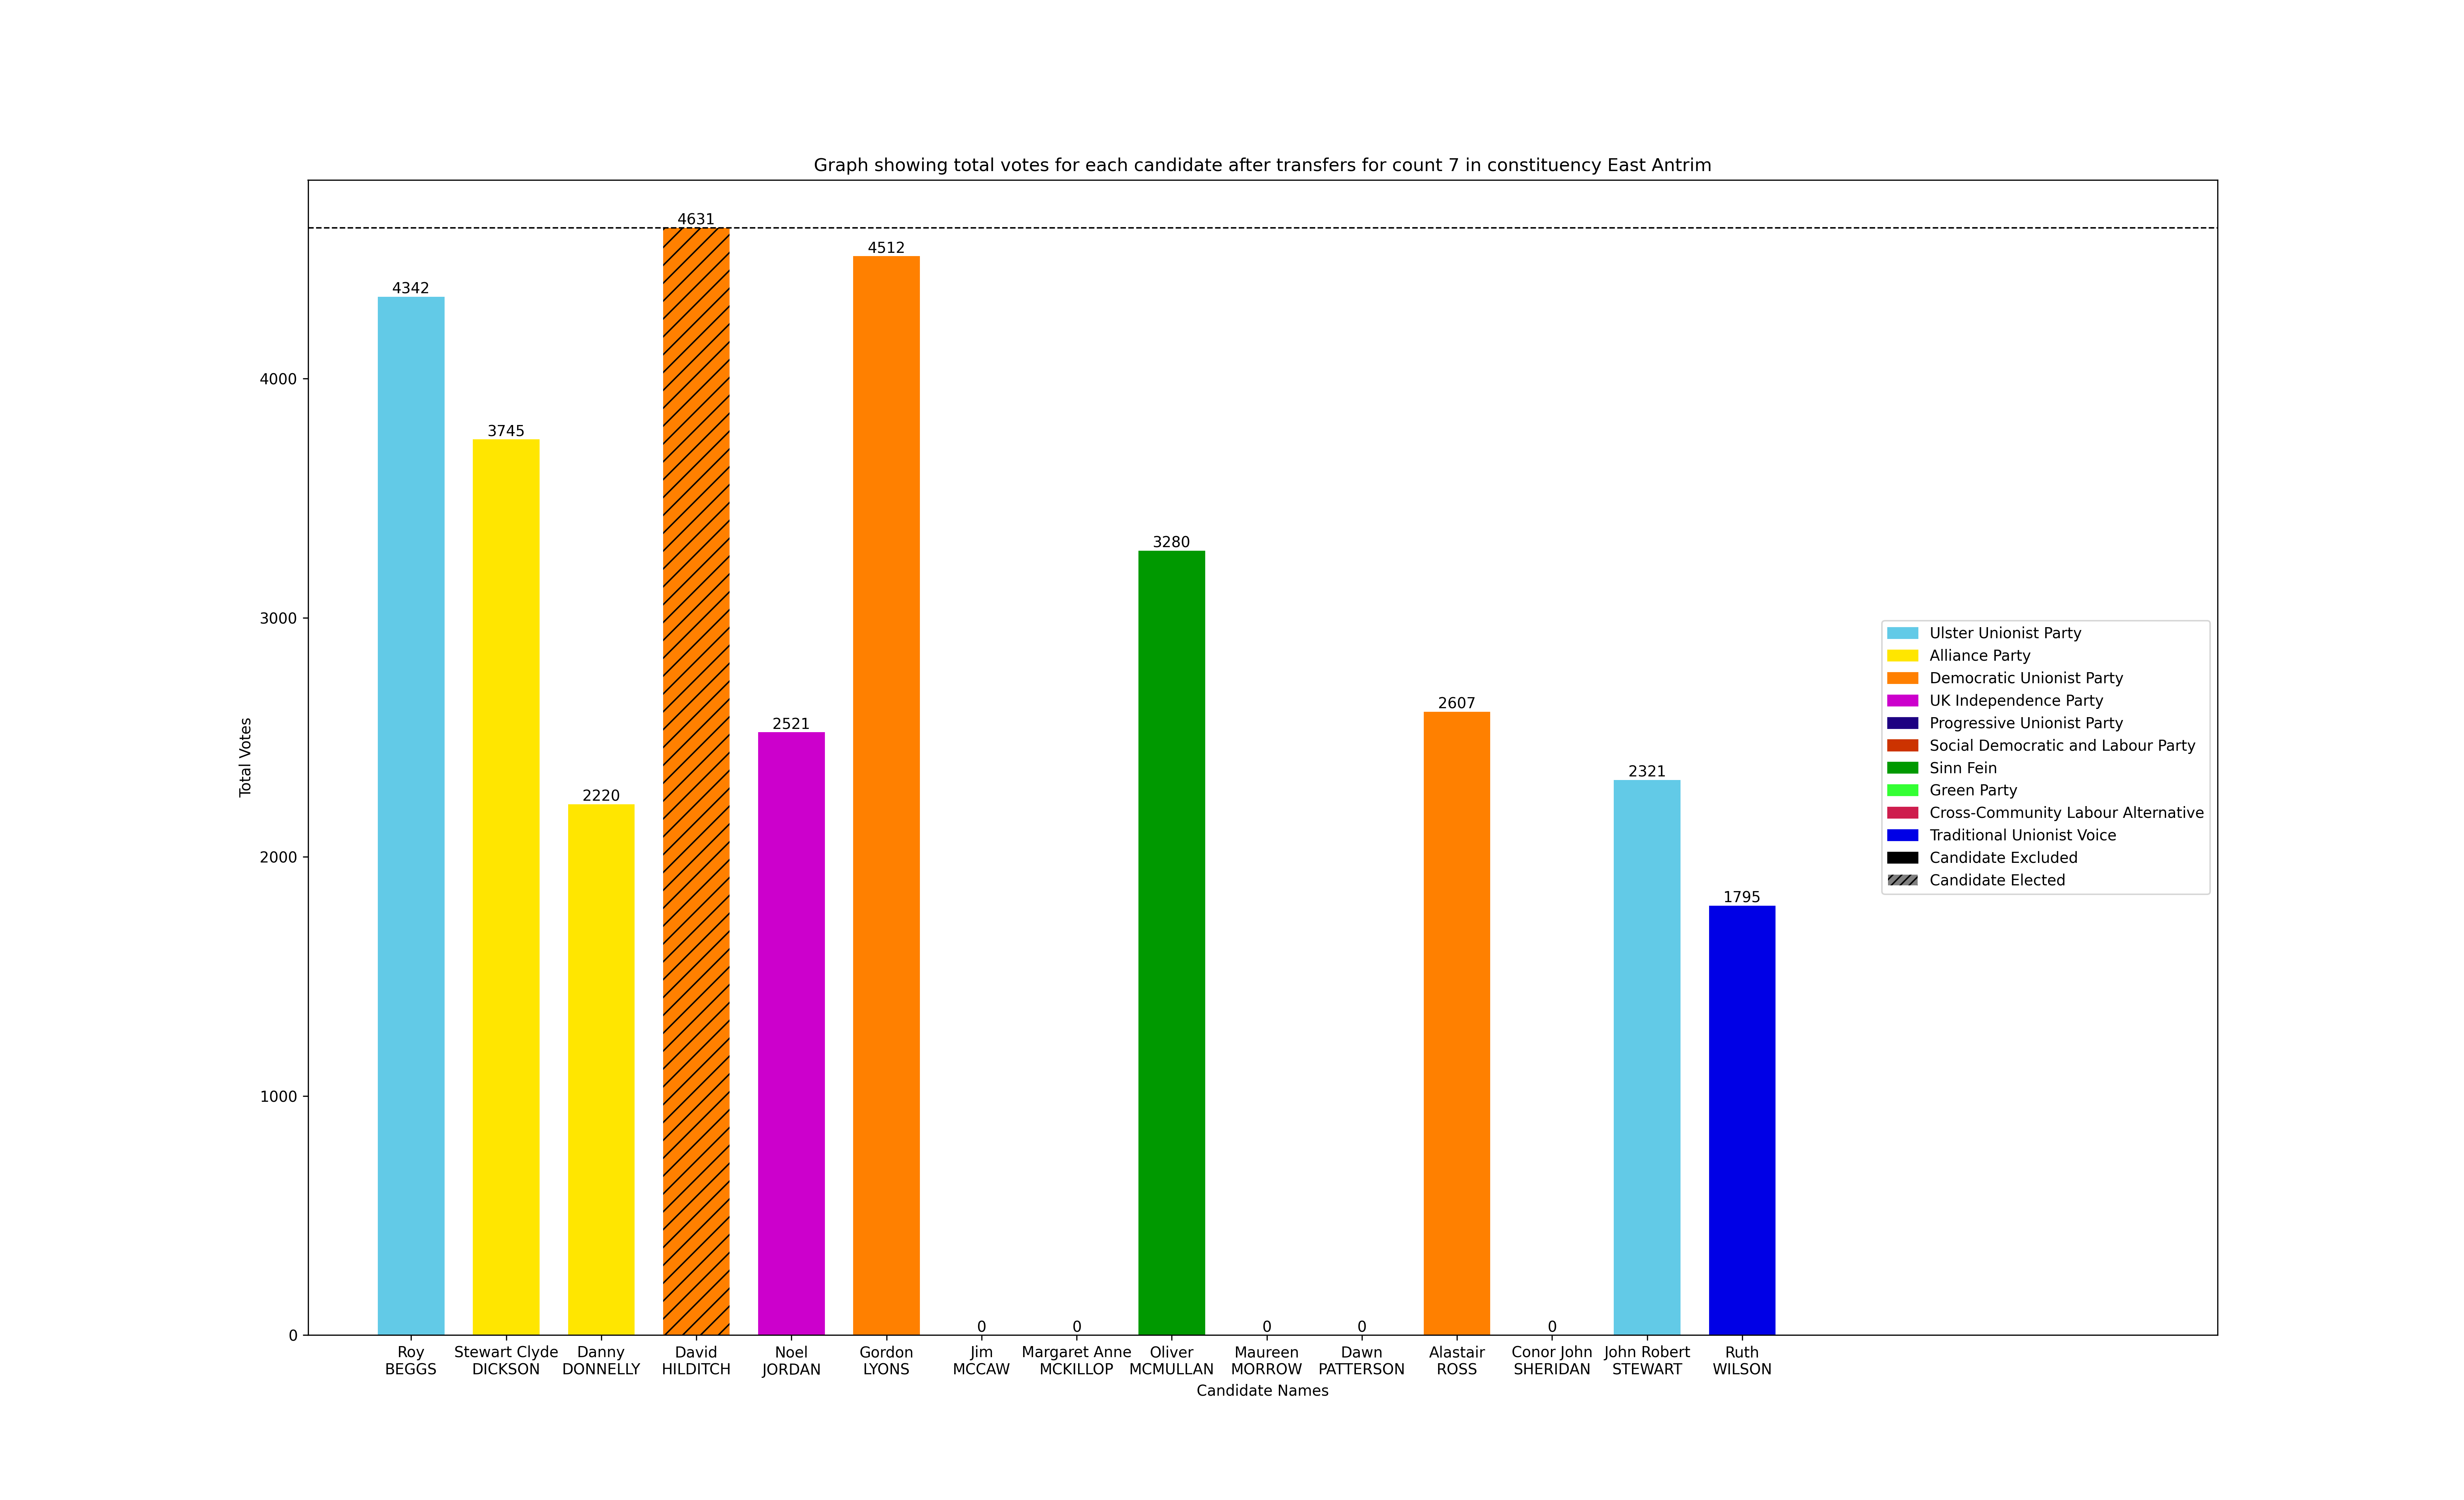 Graph showing total votes for each candidate after transfers for count 7 in constituency East Antrim
4631
4512
4342
4000
3745
3280
3000
2607
2521
2321
2220
2000
1795
1000
0
0
0
0
0
0
Total Votes
Ulster Unionist Party
Alliance Party
Democratic Unionist Party
UK Independence Party
Progressive Unionist Party
Social Democratic and Labour Party
Sinn Fein
Green Party
Cross-Community Labour Alternative
Traditional Unionist Voice
Candidate Excluded
Candidate Elected
Roy
BEGGS
Stewart Clyde
DICKSON
Danny
DONNELLY
David
HILDITCH
Noel
JORDAN
Gordon
LYONS
Jim
MCCAW
Margaret Anne
MCKILLOP
Oliver
MCMULLAN
Maureen
MORROW
Dawn
PATTERSON
Alastair
ROSS
Conor John
SHERIDAN
John Robert
STEWART
Ruth
WILSON
Candidate Names